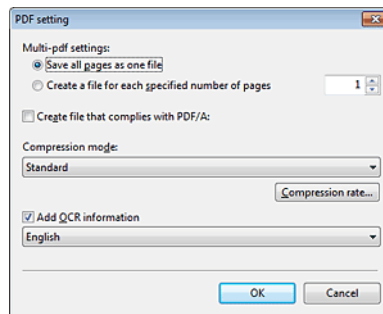 PDF setting
Multi-pdf settings:
Save all pages as one file
Create a file for each specified number of pages
1
Create file that complies with PDF/A:
Compression mode:
Standard
Compression rate...
Add OCR information
English
OK
Cancel